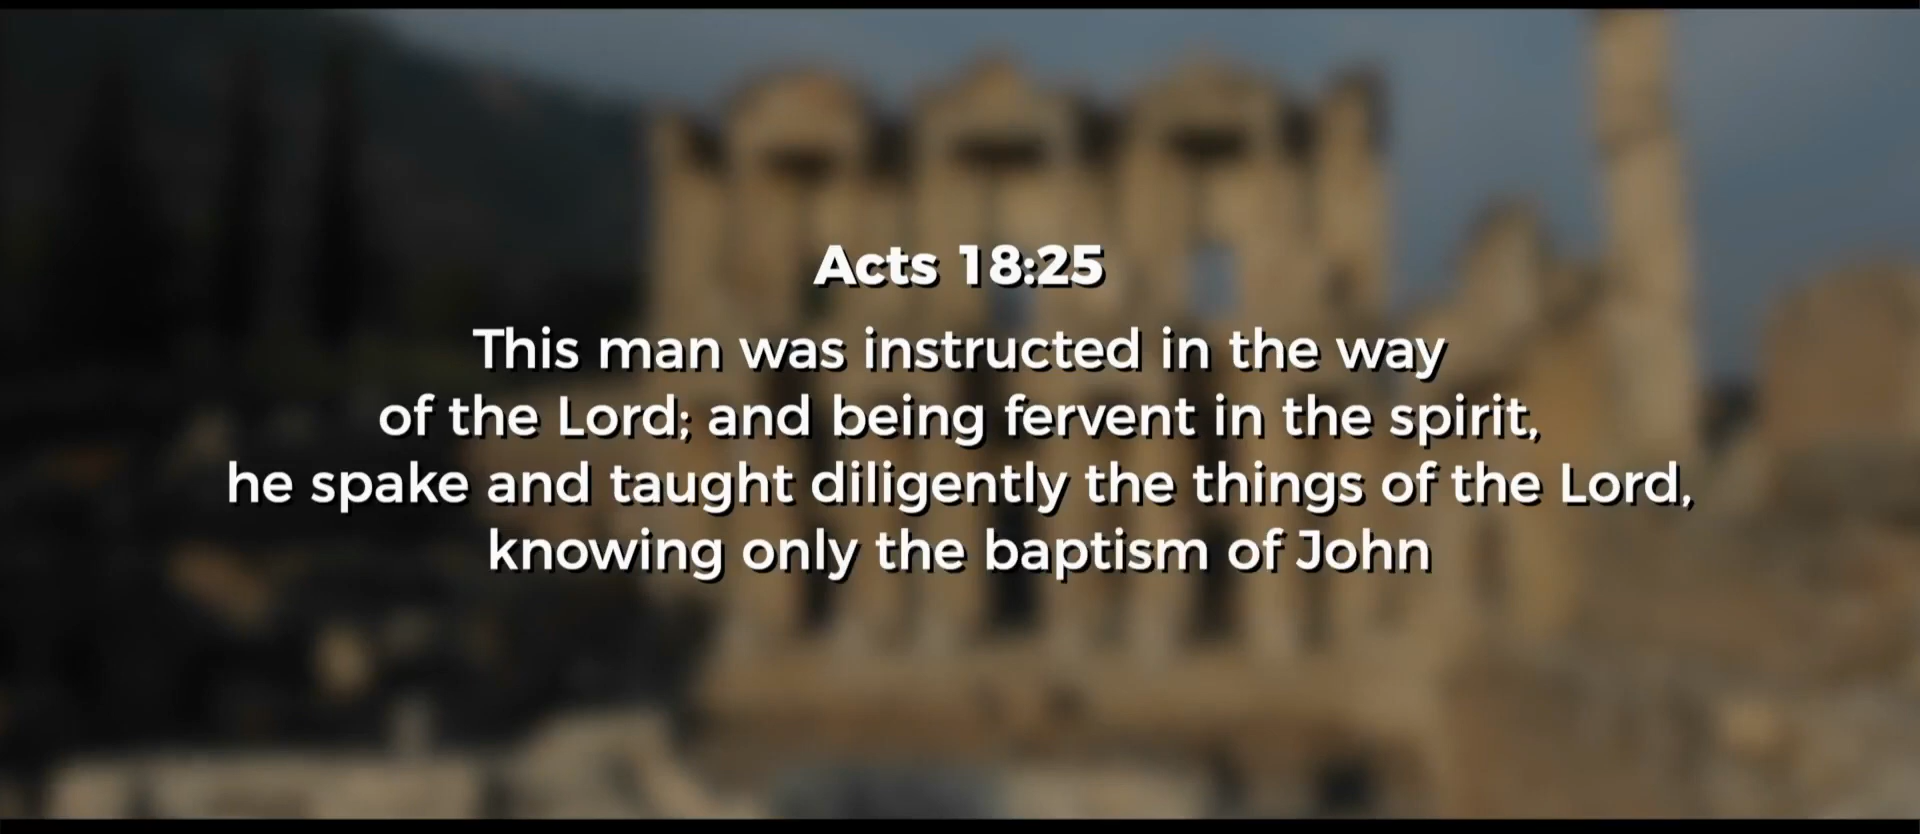 Acts 18:25
This man was instructed in the way
of the Lord; and being fervent in the spirit,
he spake and taught diligently the things of the Lord,
knowing only the baptism of John